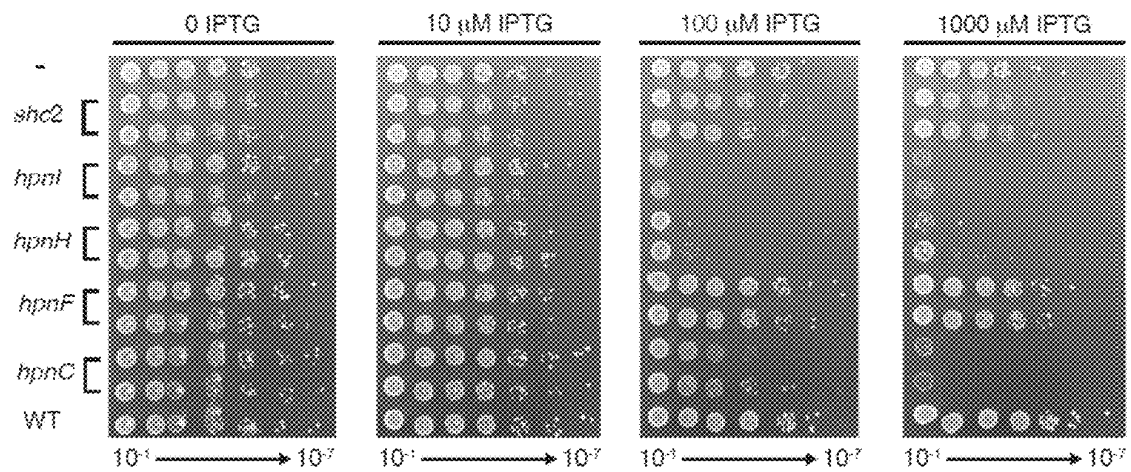 0 IPTG 10 µM IPTG 100 µM IPTG 1000 µM IPTG
-
shc2
hpnI
hpnH
hpnF
hpnC
WT
10⁻¹ 10⁻⁷ 10⁻¹ 10⁻⁷ 10⁻¹ 10⁻⁷ 10⁻¹ 10⁻⁷